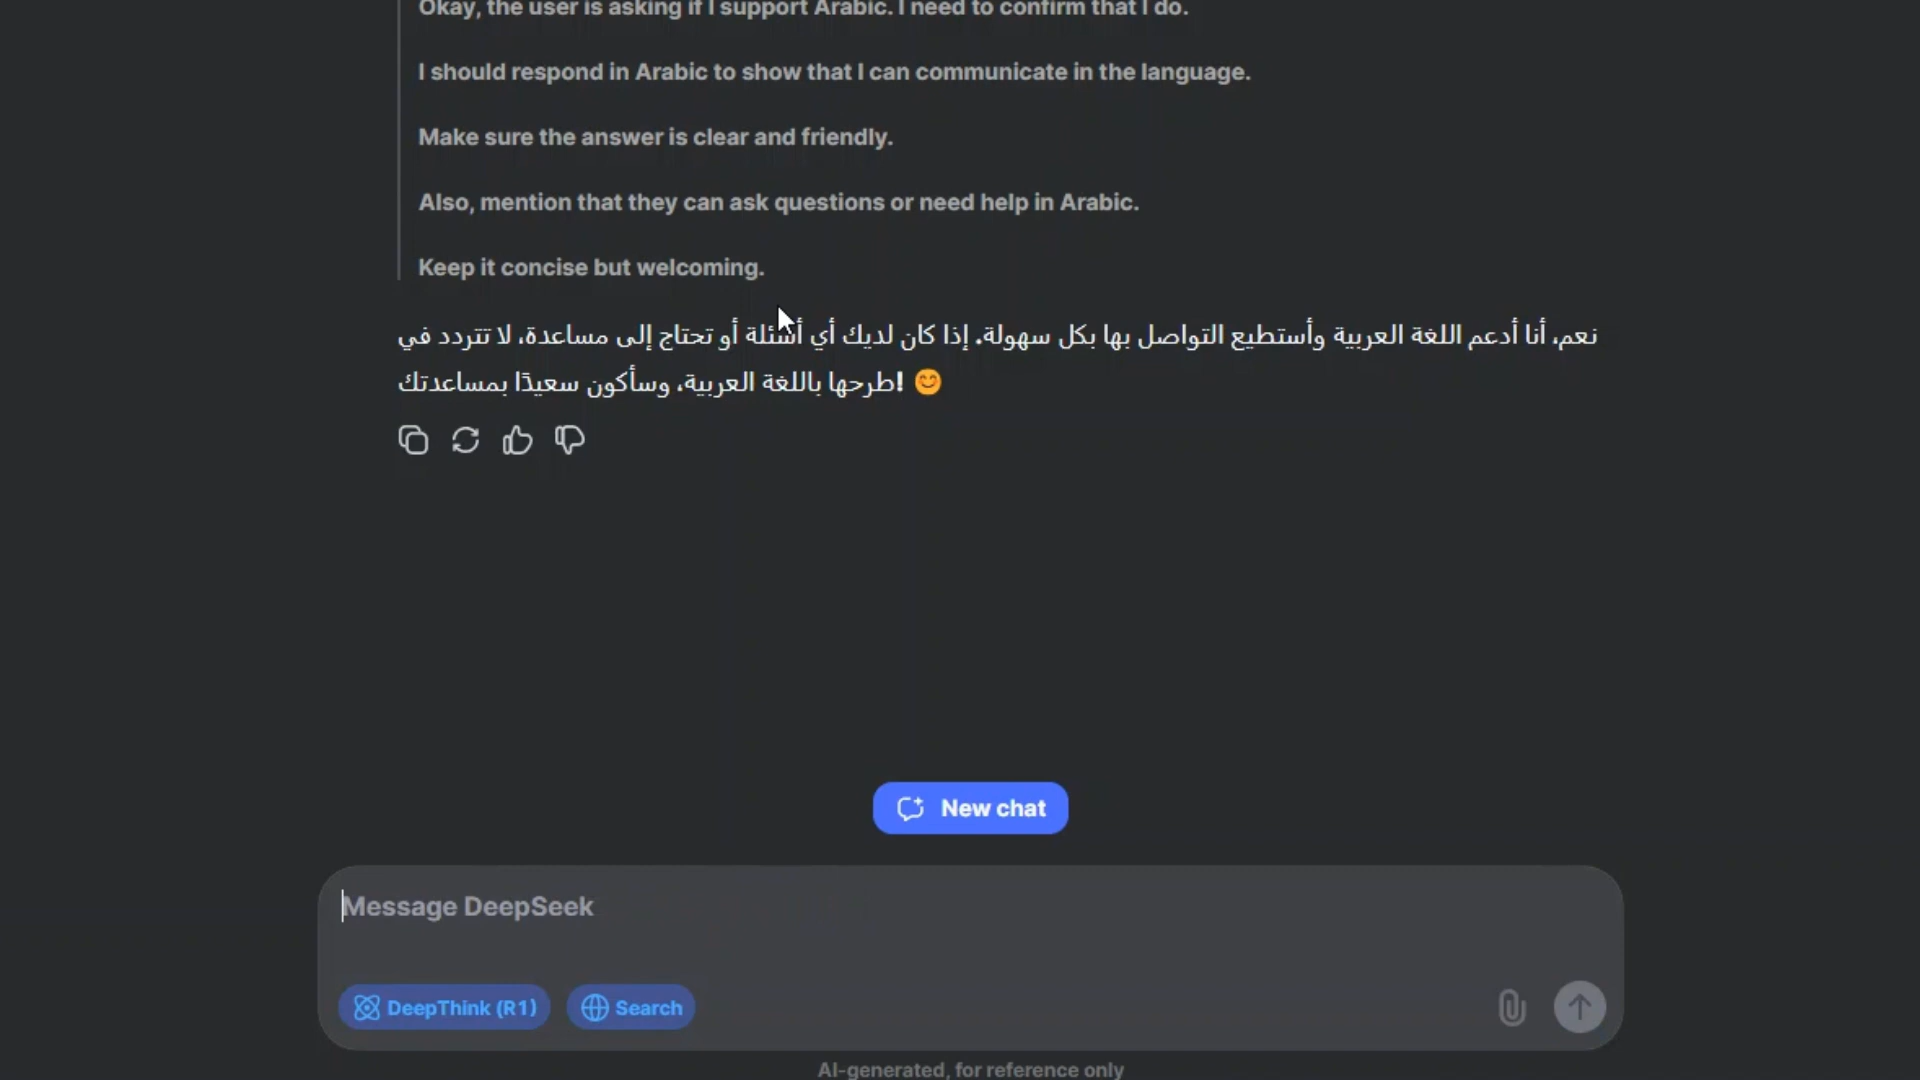 Okay, the user is asking if I support Arabic. I need to confirm that I do.
I should respond in Arabic to show that I can communicate in the language.
Make sure the answer is clear and friendly.
Also, mention that they can ask questions or need help in Arabic.
Keep it concise but welcoming.
نعم، أنا أدعم اللغة العربية وأستطيع التواصل بها بكل سهولة. إذا كان لديك أي أسئلة أو تحتاج إلى مساعدة، لا تتردد في
طرحها باللغة العربية، وسأكون سعيدًا بمساعدتك! 😊
New chat
Message DeepSeek
DeepThink (R1) Search
AI-generated, for reference only